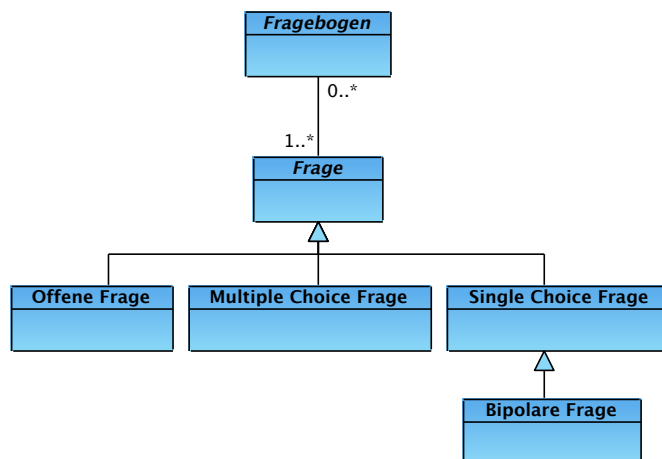 Fragebogen
0..*
1..*
Frage
Offene Frage
Multiple Choice Frage
Single Choice Frage
Bipolare Frage